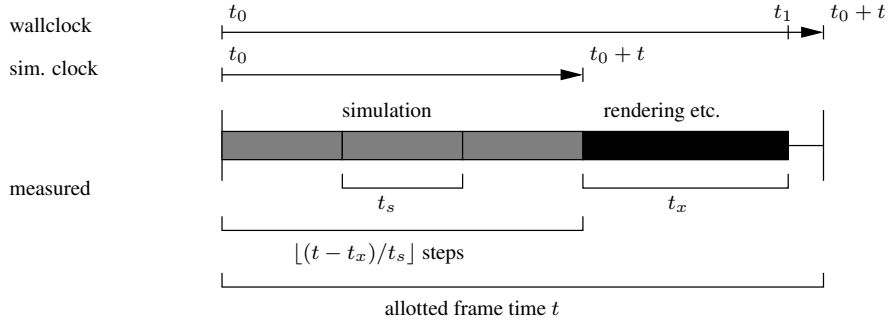 wallclock t₀ t₁ t₀ + t
sim. clock t₀ t₀ + t
simulation rendering etc.
measured
tₛ tₓ
⌊(t − tₓ)/tₛ⌋ steps
allotted frame time t